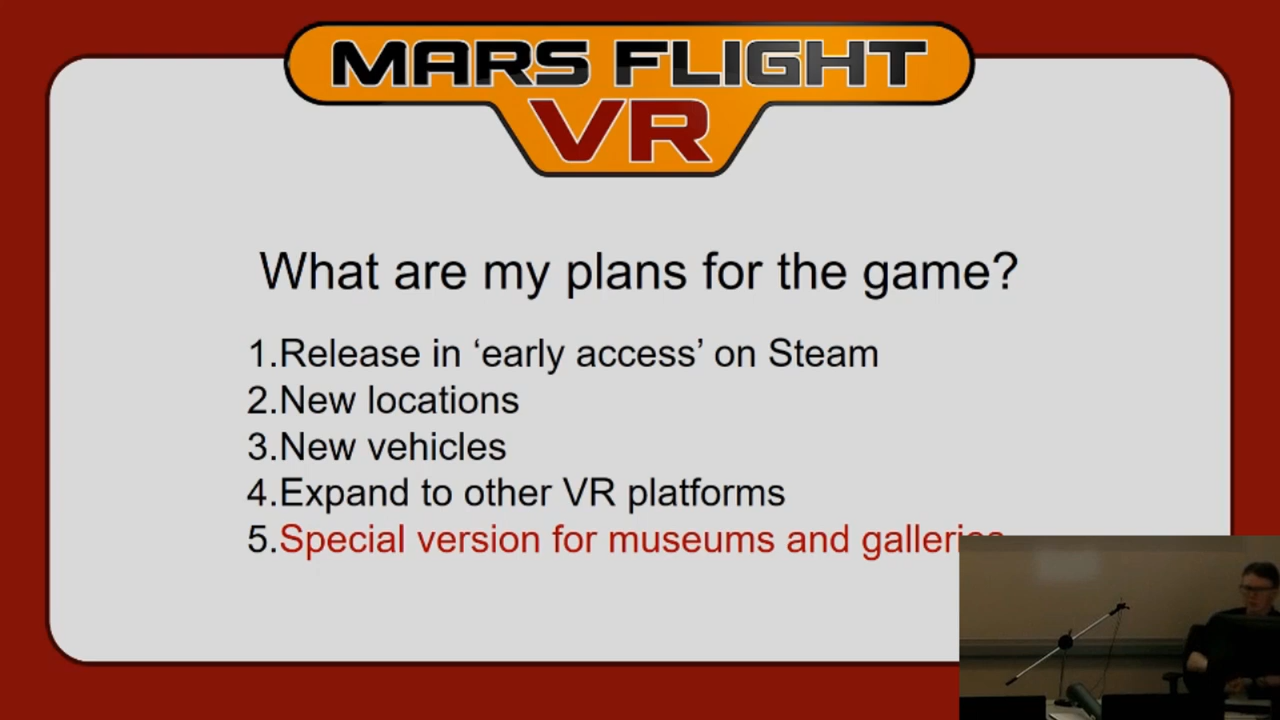 MARS FLIGHT
VR
What are my plans for the game?
1.Release in ‘early access’ on Steam
2.New locations
3.New vehicles
4.Expand to other VR platforms
5.Special version for museums and galleries